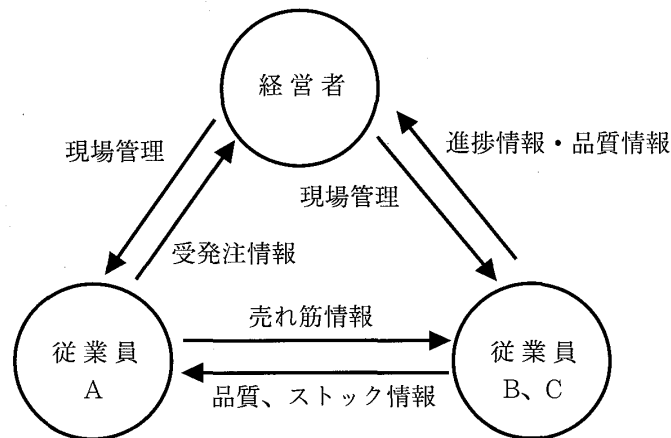 経営者
現場管理
進捗情報・品質情報
現場管理
受発注情報
売れ筋情報
従業員
A
従業員
B、C
品質、ストック情報